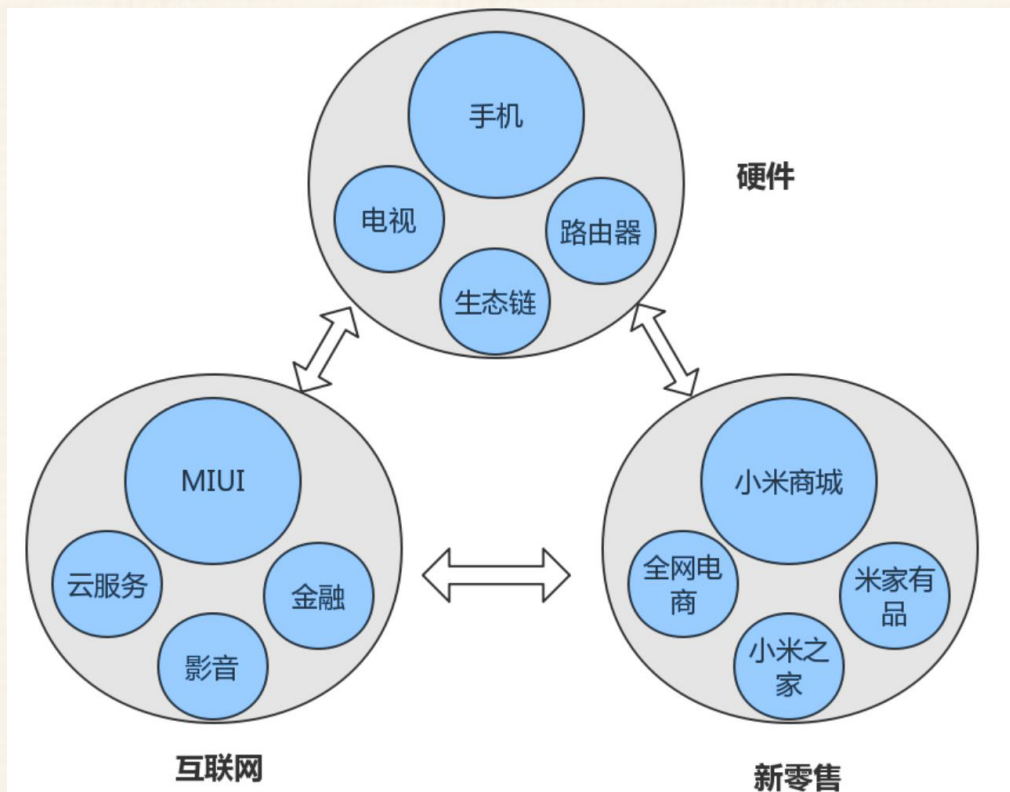 手机
硬件
电视
路由器
生态链
MIUI
云服务
金融
影音
互联网
小米商城
全网电
商
米家有
品
小米之
家
新零售